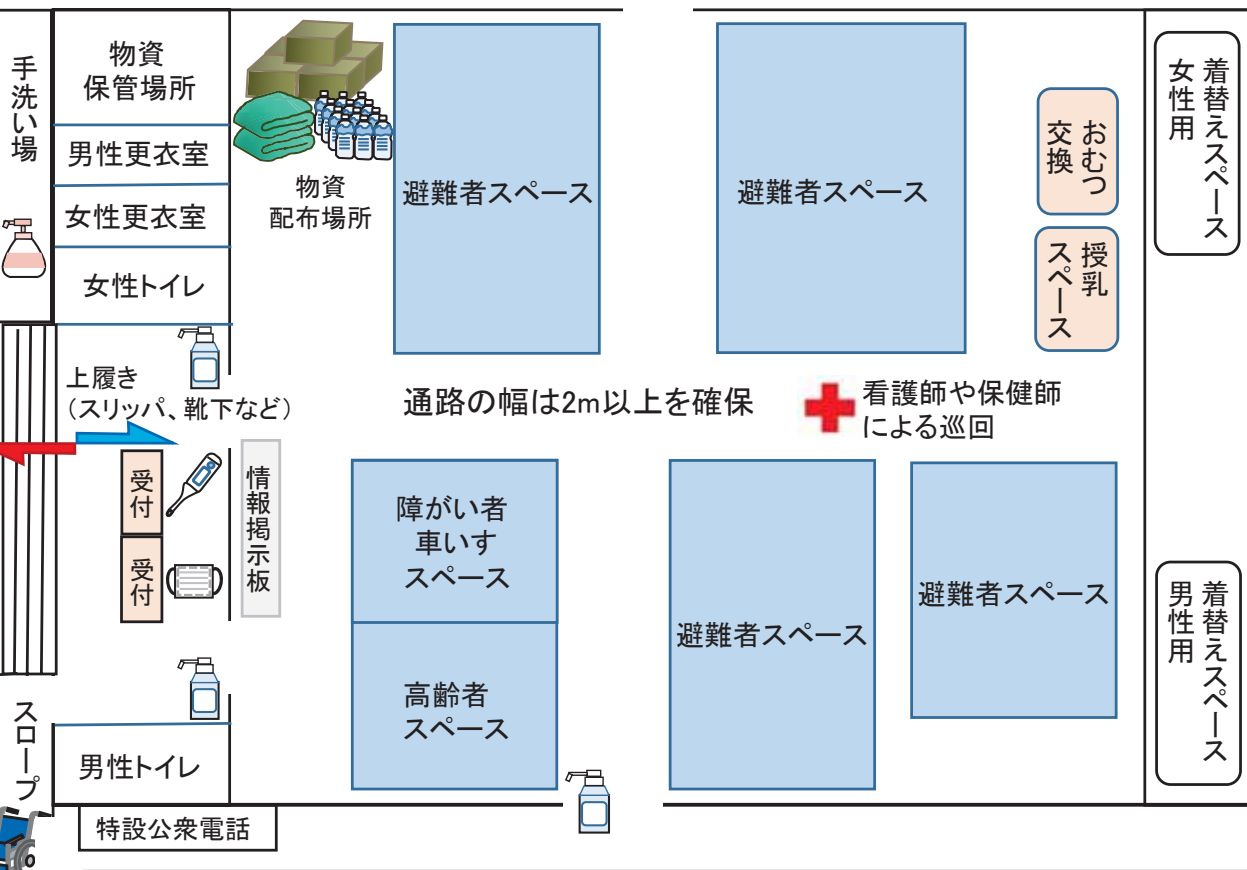 手洗い場
物資
保管場所
男性更衣室
女性更衣室
女性トイレ
物資
配布場所
避難者スペース
避難者スペース
おむつ
交換
授乳
スペース
着替えスペース
女性用
上履き
（スリッパ、靴下など）
通路の幅は2m以上を確保
看護師や保健師
による巡回
受付
受付
情報掲示板
障がい者
車いす
スペース
高齢者
スペース
避難者スペース
避難者スペース
着替えスペース
男性用
スロープ
男性トイレ
特設公衆電話